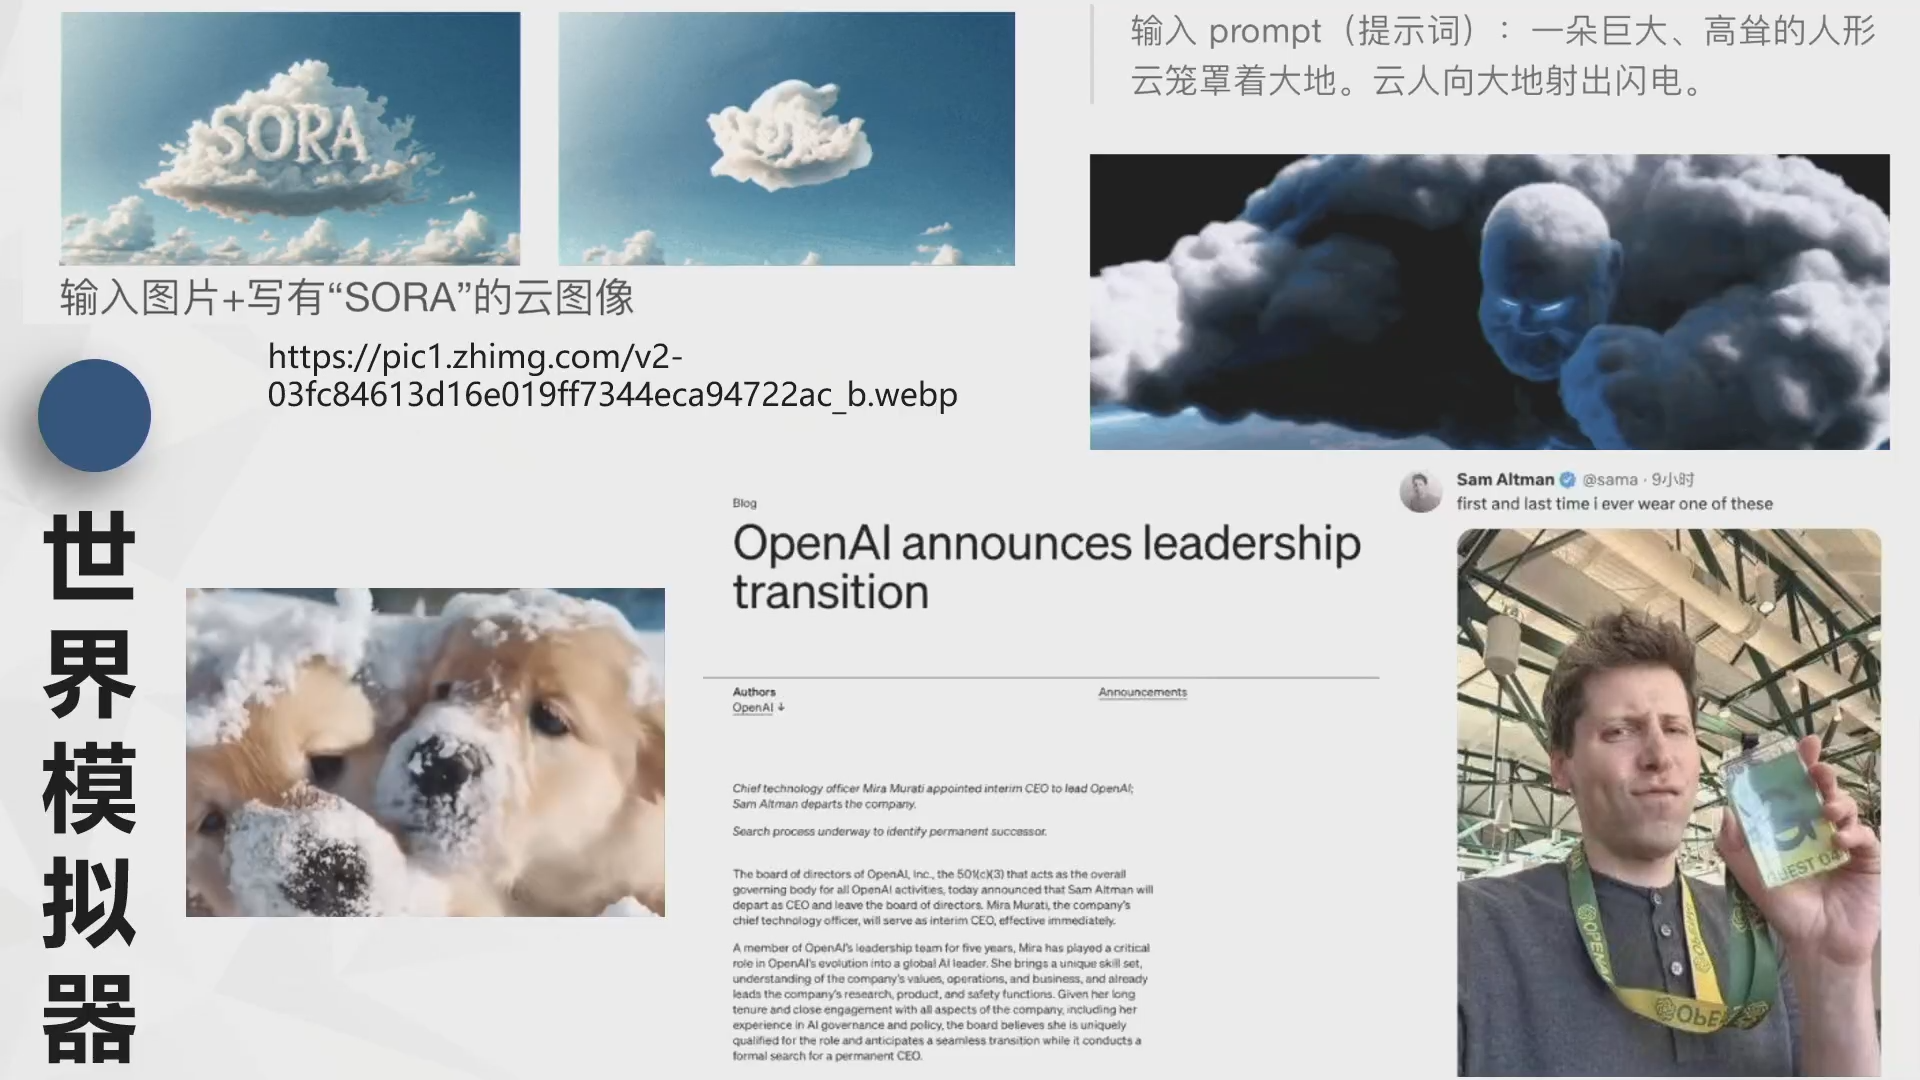 SORA
输入图片+写有“SORA”的云图像
https://pic1.zhimg.com/v2-
03fc84613d16e019ff7344eca94722ac_b.webp
输入 prompt（提示词）：一朵巨大、高耸的人形
云笼罩着大地。云人向大地射出闪电。
世界模拟器
Blog
OpenAI announces leadership
transition
Authors
OpenAI ↓
Announcements
Chief technology officer Mira Murati appointed interim CEO to lead OpenAI;
Sam Altman departs the company.
Search process underway to identify permanent successor.
The board of directors of OpenAI, Inc., the 501(c)(3) that acts as the overall
governing body for all OpenAI activities, today announced that Sam Altman will
depart as CEO and leave the board of directors. Mira Murati, the company's
chief technology officer, will serve as interim CEO, effective immediately.
A member of OpenAI's leadership team for five years, Mira has played a critical
role in OpenAI's evolution into a global AI leader. She brings a unique skill set,
understanding of the company's values, operations, and business, and already
leads the company's research, product, and safety functions. Given her long
tenure and close engagement with all aspects of the company, including her
experience in AI governance and policy, the board believes she is uniquely
qualified for the role and anticipates a seamless transition while it conducts a
formal search for a permanent CEO.
Sam Altman @sama · 9小时
first and last time i ever wear one of these
GUEST 04
OPENAI